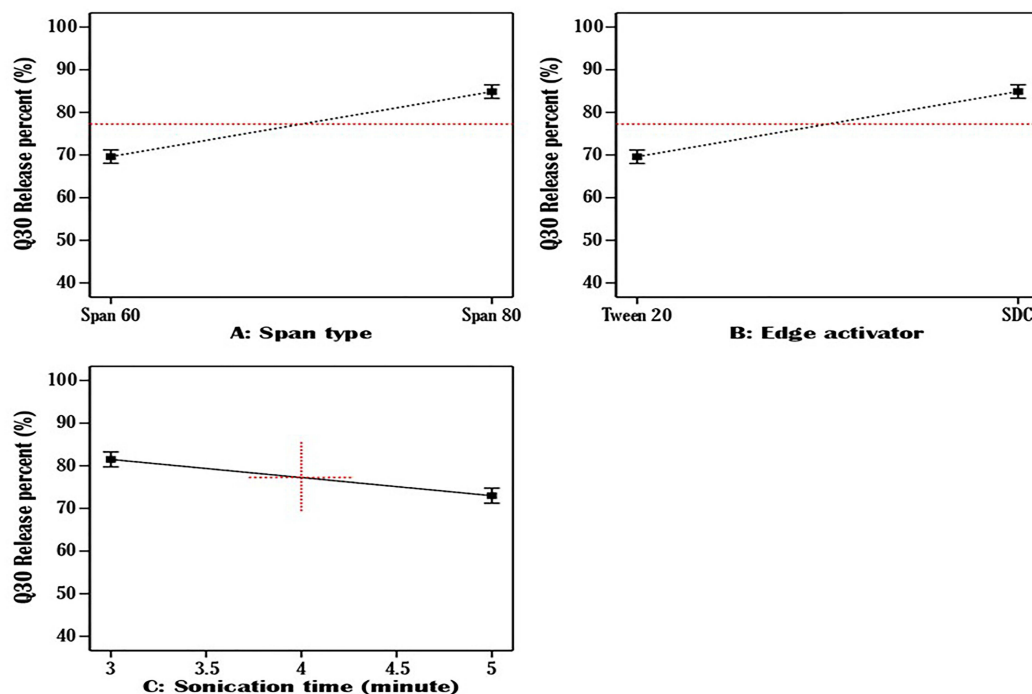 Q30 Release percent (%)
100
90
80
70
60
50
40
Span 60 Span 80
A: Span type
Q30 Release percent (%)
100
90
80
70
60
50
40
Tween 20 SDC
B: Edge activator
Q30 Release percent (%)
100
90
80
70
60
50
40
3 3.5 4 4.5 5
C: Sonication time (minute)